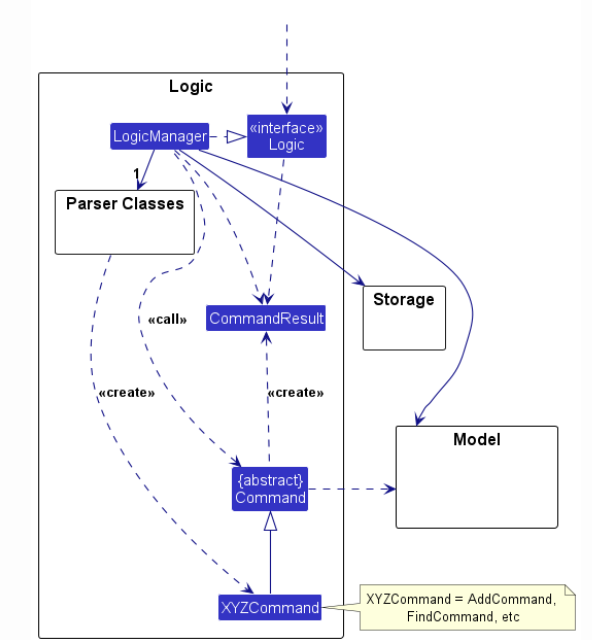 Logic
LogicManager
«interface»
Logic
1
Parser Classes
Storage
CommandResult
«call»
«create»
«create»
Model
{abstract}
Command
XYZCommand
XYZCommand = AddCommand,
FindCommand, etc